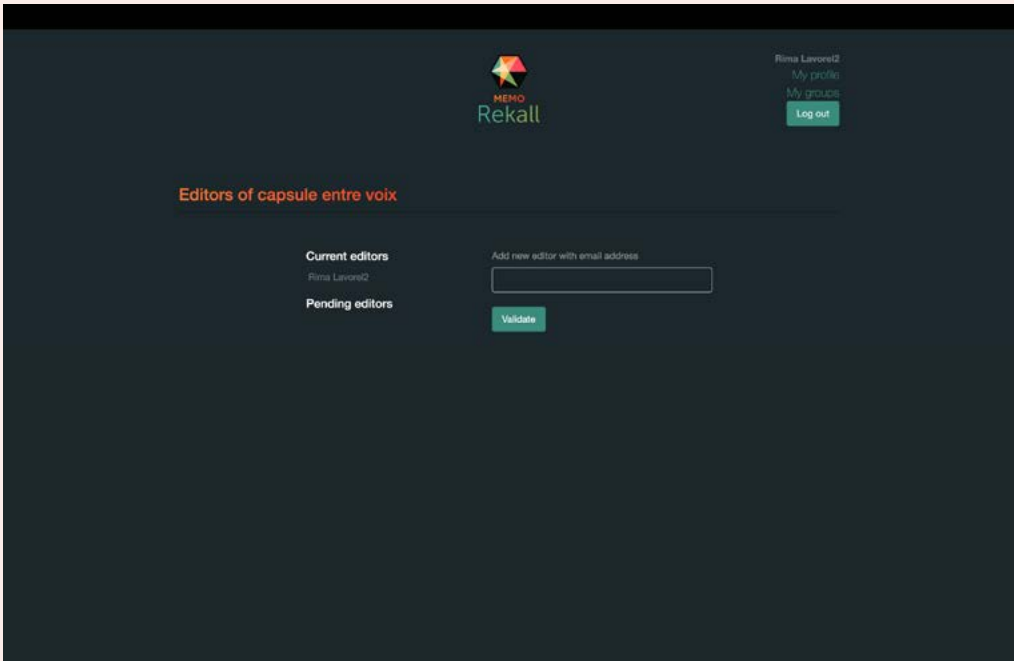 MEMO
Rekall
Rima Lavorel2
My profile
My groups
Log out
Editors of capsule entre voix
Current editors
Rima Lavorel2
Pending editors
Add new editor with email address
Validate